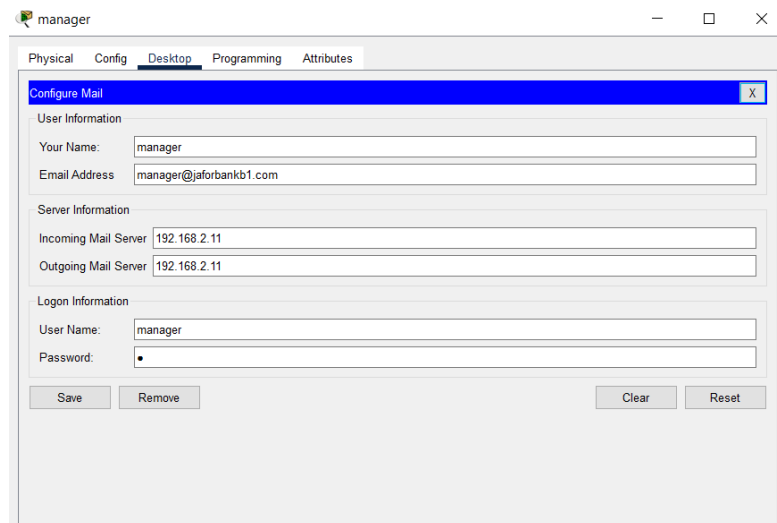 manager
Physical Config Desktop Programming Attributes
Configure Mail X
User Information
Your Name: manager
Email Address manager@jaforbankb1.com
Server Information
Incoming Mail Server 192.168.2.11
Outgoing Mail Server 192.168.2.11
Logon Information
User Name: manager
Password: •
Save Remove Clear Reset